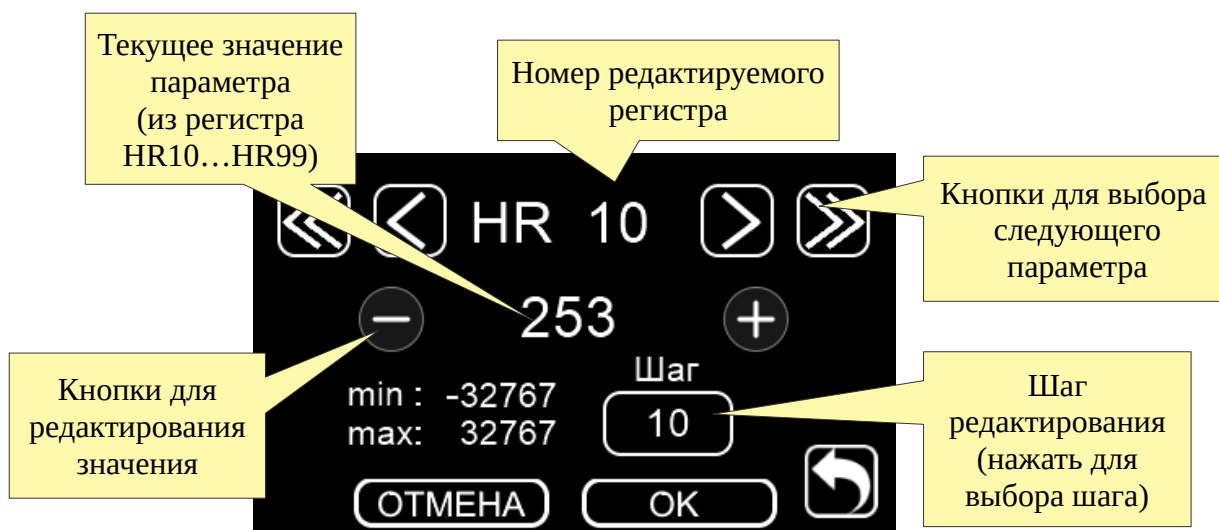 Текущее значение
параметра
(из регистра
HR10…HR99)
Номер редактируемого
регистра
HR 10
Кнопки для выбора
следующего
параметра
253
Кнопки для
редактирования
значения
min : -32767
max: 32767
Шаг
10
Шаг
редактирования
(нажать для
выбора шага)
ОТМЕНА
OK